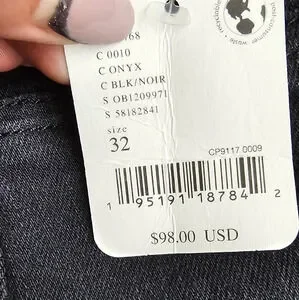 C 0010
C ONYX
C BLK/NOIR
S OB1209971
S 58182841
size
32
CP9117 0009
1 95191 18784 2
$98.00 USD